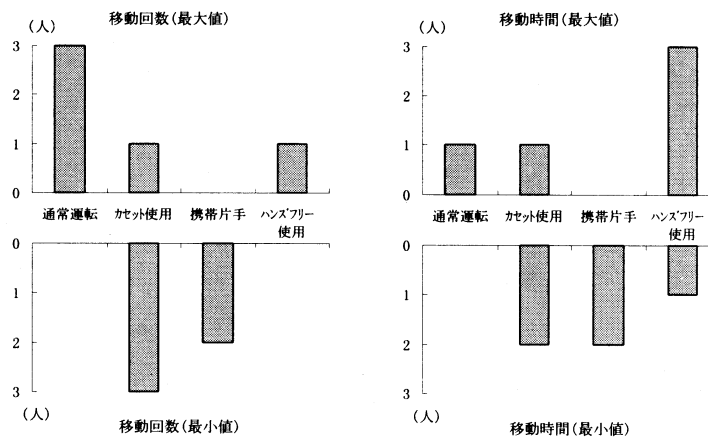 移動回数(最大値)
(人)
3
2
1
0
通常運転 カセット使用 携帯片手 ハンズフリー
使用
0
1
2
3
(人)
移動回数(最小値)
移動時間(最大値)
(人)
3
2
1
0
通常運転 カセット使用 携帯片手 ハンズフリー
使用
0
1
2
3
(人)
移動時間(最小値)